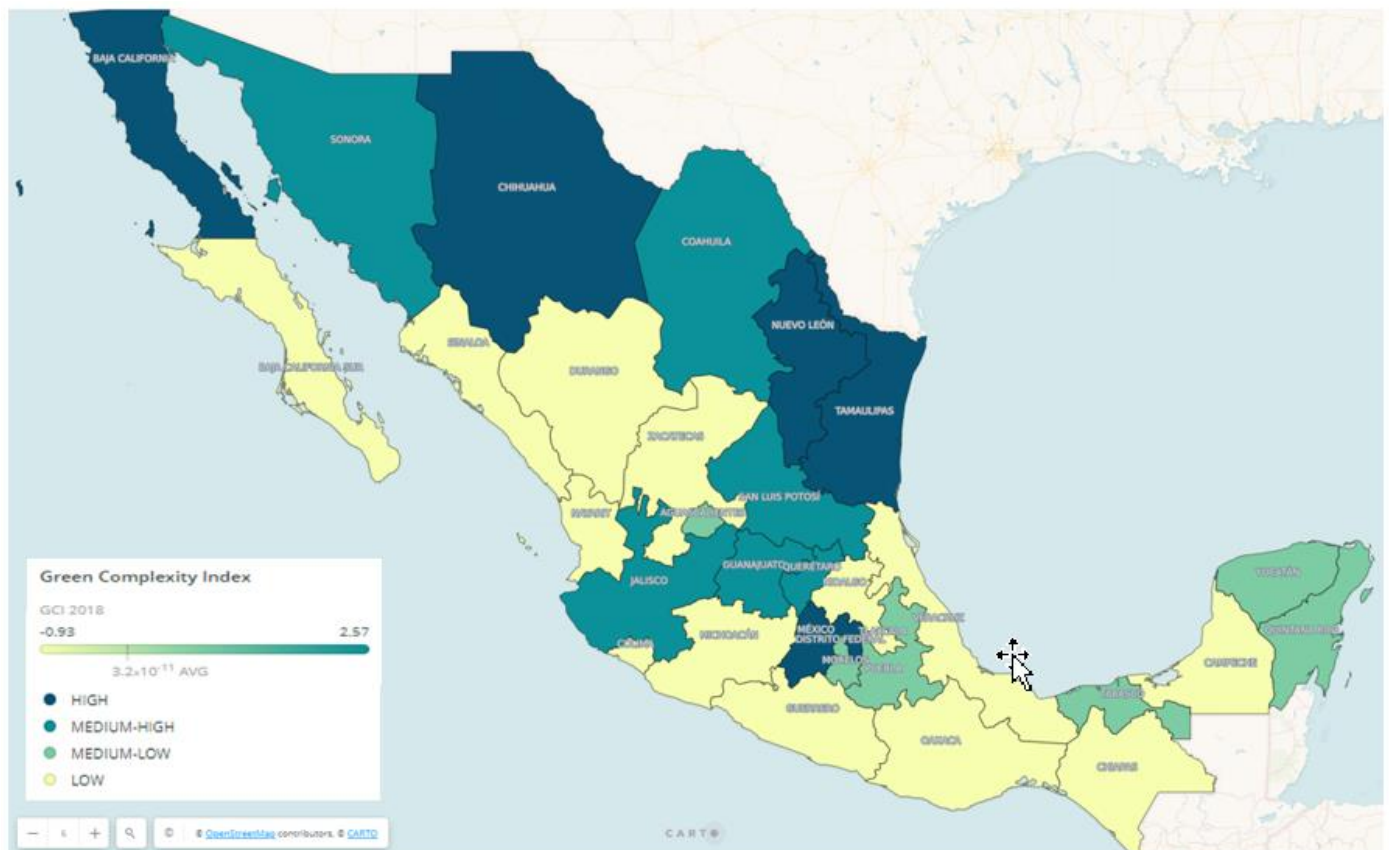 BAJA CALIFORNIA
SONORA
CHIHUAHUA
COAHUILA
NUEVO LEÓN
SINALOA
BAJA CALIFORNIA SUR
DURANGO
TAMAULIPAS
ZACATECAS
SAN LUIS POTOSÍ
NAYARIT
AGUASCALIENTES
GUANAJUATO
QUERÉTARO
JALISCO
HIDALGO
YUCATÁN
VERACRUZ
MÉXICO
TLAXCALA
DISTRITO FEDERAL
QUINTANA ROO
MICHOACÁN
COLIMA
MORELOS
PUEBLA
CAMPECHE
TABASCO
GUERRERO
OAXACA
CHIAPAS
Green Complexity Index
GCI 2018
-0.93 2.57
3.2x10⁻¹¹ AVG
HIGH
MEDIUM-HIGH
MEDIUM-LOW
LOW
− 6 +
© © OpenStreetMap contributors, © CARTO
CARTO